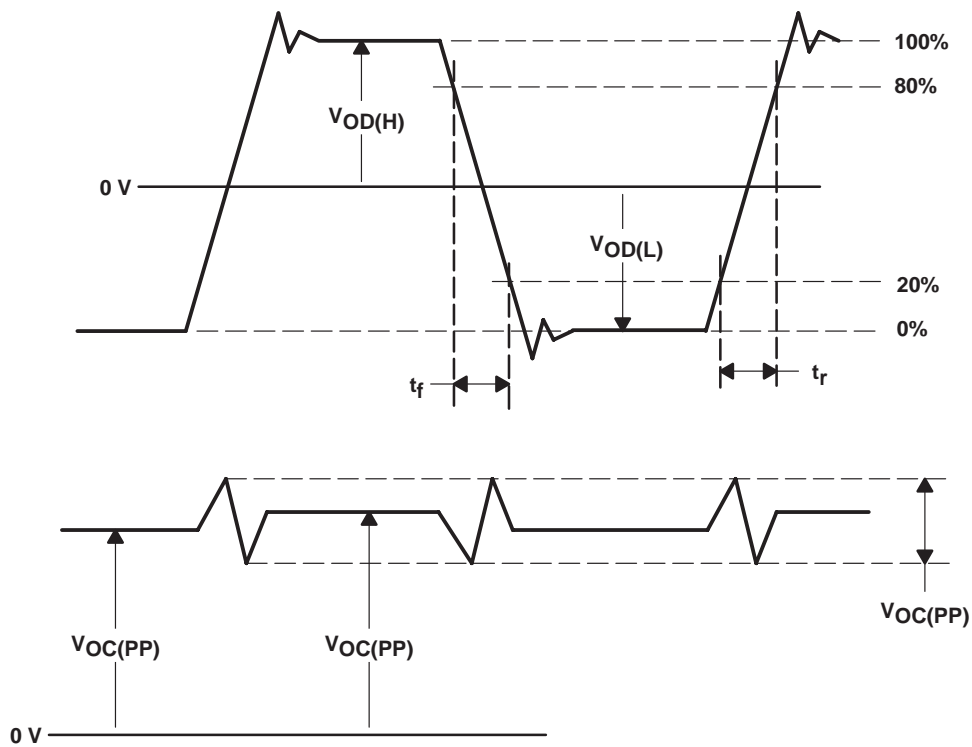 100%
80%
VOD(H)
0 V
VOD(L)
20%
0%
tf
tr
VOC(PP)
VOC(PP)
VOC(PP)
0 V